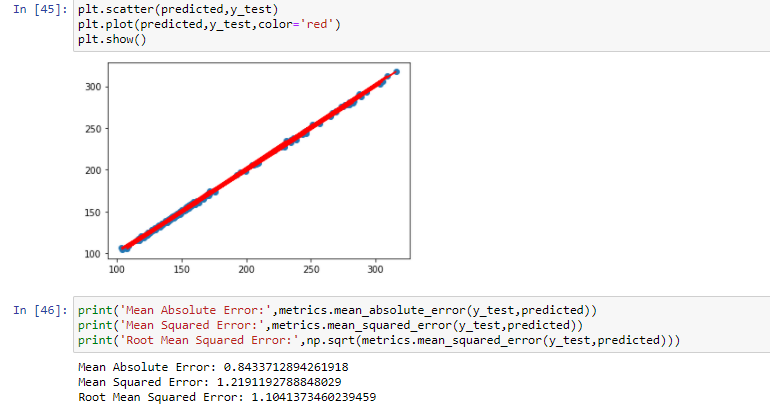 In [45]: plt.scatter(predicted,y_test)
plt.plot(predicted,y_test,color='red')
plt.show()
300
250
200
150
100
100 150 200 250 300
In [46]: print('Mean Absolute Error:',metrics.mean_absolute_error(y_test,predicted))
print('Mean Squared Error:',metrics.mean_squared_error(y_test,predicted))
print('Root Mean Squared Error:',np.sqrt(metrics.mean_squared_error(y_test,predicted)))
Mean Absolute Error: 0.8433712894261918
Mean Squared Error: 1.2191192788848029
Root Mean Squared Error: 1.1041373460239459